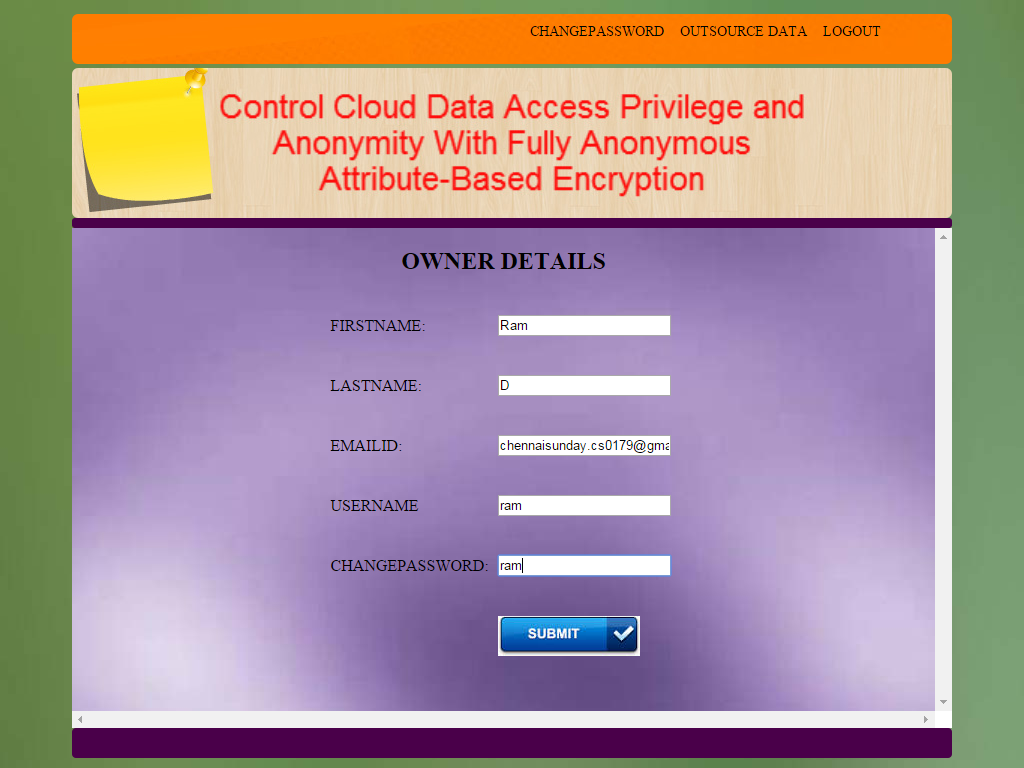 CHANGEPASSWORD OUTSOURCE DATA LOGOUT
Control Cloud Data Access Privilege and
Anonymity With Fully Anonymous
Attribute-Based Encryption
OWNER DETAILS
FIRSTNAME: Ram
LASTNAME: D
EMAILID: chennaisunday.cs0179@gma
USERNAME ram
CHANGEPASSWORD: ram
SUBMIT